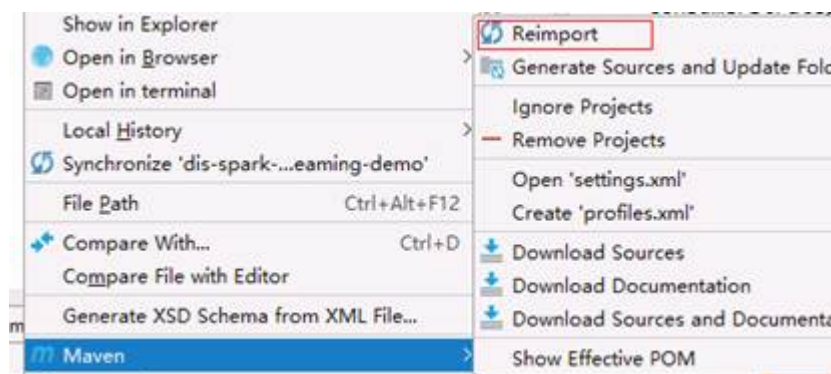 Show in Explorer
Open in Browser
Open in terminal
Local History
Synchronize 'dis-spark-...eaming-demo'
File Path Ctrl+Alt+F12
Compare With... Ctrl+D
Compare File with Editor
Generate XSD Schema from XML File...
Maven
Reimport
Generate Sources and Update Fold
Ignore Projects
Remove Projects
Open 'settings.xml'
Create 'profiles.xml'
Download Sources
Download Documentation
Download Sources and Documenta
Show Effective POM